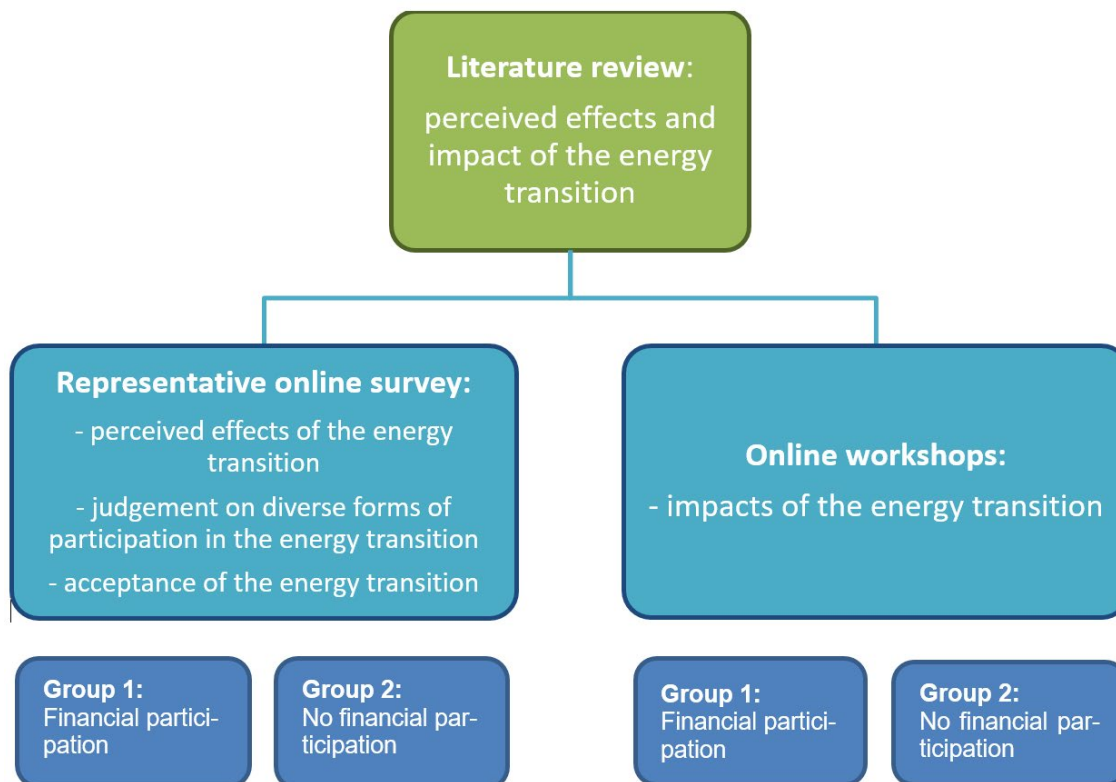 Literature review:
perceived effects and
impact of the energy
transition
Representative online survey:
- perceived effects of the energy
transition
- judgement on diverse forms of
participation in the energy transition
- acceptance of the energy transition
Online workshops:
- impacts of the energy transition
Group 1:
Financial partici-
pation
Group 2:
No financial par-
ticipation
Group 1:
Financial partici-
pation
Group 2:
No financial par-
ticipation